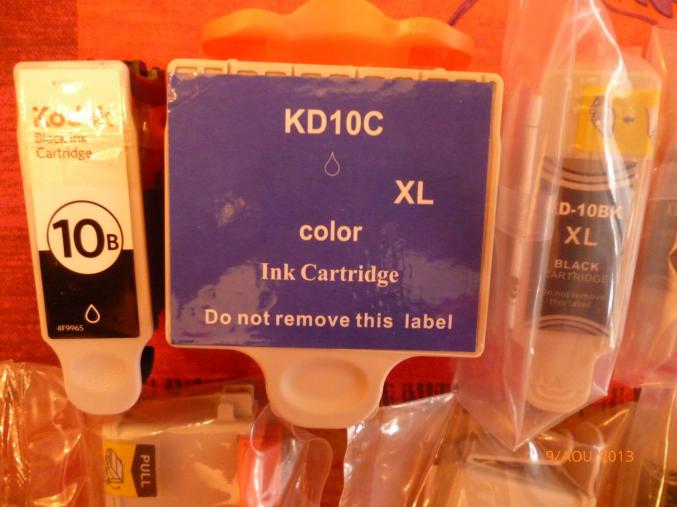 Kodak
Black Ink
Cartridge
10B
4F9965
KD10C
XL
color
Ink Cartridge
Do not remove this label
KD-10BK
XL
BLACK
CARTRIDGE
Do not remove
this label
PULL
9/AOU 2013